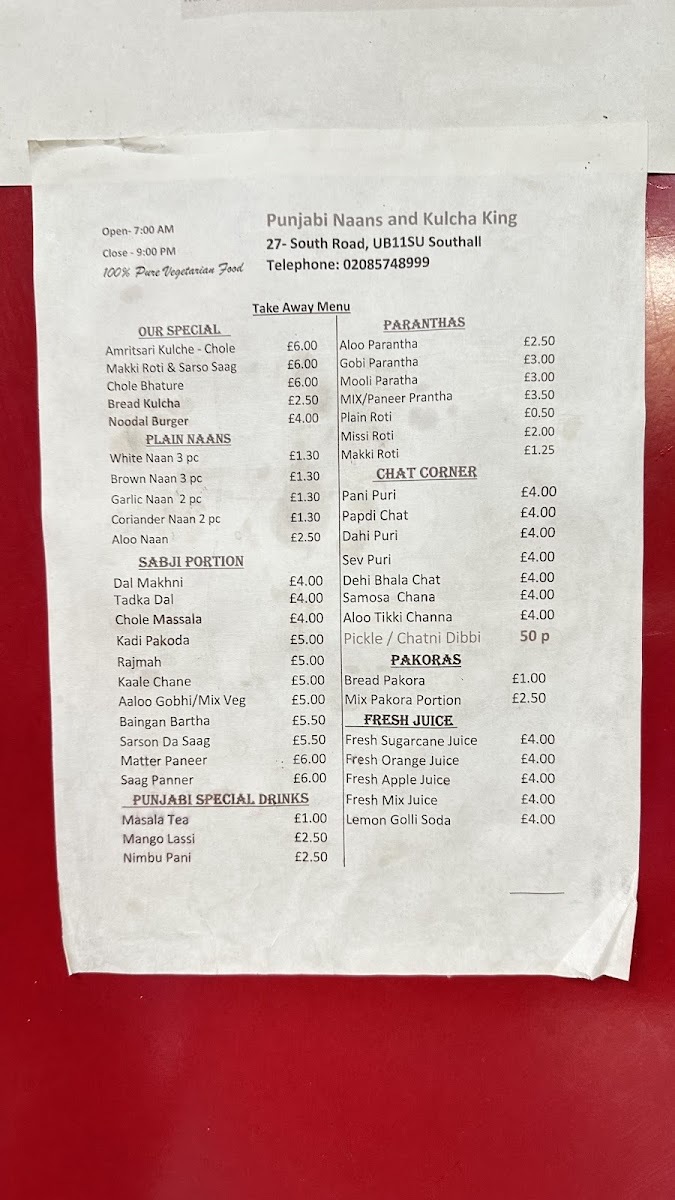 Open- 7:00 AM
Close - 9:00 PM
100% Pure Vegetarian Food
Punjabi Naans and Kulcha King
27- South Road, UB11SU Southall
Telephone: 02085748999
Take Away Menu
OUR SPECIAL
Amritsari Kulche - Chole £6.00
Makki Roti & Sarso Saag £6.00
Chole Bhature £6.00
Bread Kulcha £2.50
Noodal Burger £4.00
PLAIN NAANS
White Naan 3 pc £1.30
Brown Naan 3 pc £1.30
Garlic Naan 2 pc £1.30
Coriander Naan 2 pc £1.30
Aloo Naan £2.50
SABJI PORTION
Dal Makhni £4.00
Tadka Dal £4.00
Chole Massala £4.00
Kadi Pakoda £5.00
Rajmah £5.00
Kaale Chane £5.00
Aaloo Gobhi/Mix Veg £5.00
Baingan Bartha £5.50
Sarson Da Saag £5.50
Matter Paneer £6.00
Saag Panner £6.00
PUNJABI SPECIAL DRINKS
Masala Tea £1.00
Mango Lassi £2.50
Nimbu Pani £2.50
PARANTHAS
Aloo Parantha £2.50
Gobi Parantha £3.00
Mooli Paratha £3.00
MIX/Paneer Prantha £3.50
Plain Roti £0.50
Missi Roti £2.00
Makki Roti £1.25
CHAT CORNER
Pani Puri £4.00
Papdi Chat £4.00
Dahi Puri £4.00
Sev Puri £4.00
Dehi Bhala Chat £4.00
Samosa Chana £4.00
Aloo Tikki Channa £4.00
Pickle / Chatni Dibbi 50 p
PAKORAS
Bread Pakora £1.00
Mix Pakora Portion £2.50
FRESH JUICE
Fresh Sugarcane Juice £4.00
Fresh Orange Juice £4.00
Fresh Apple Juice £4.00
Fresh Mix Juice £4.00
Lemon Golli Soda £4.00